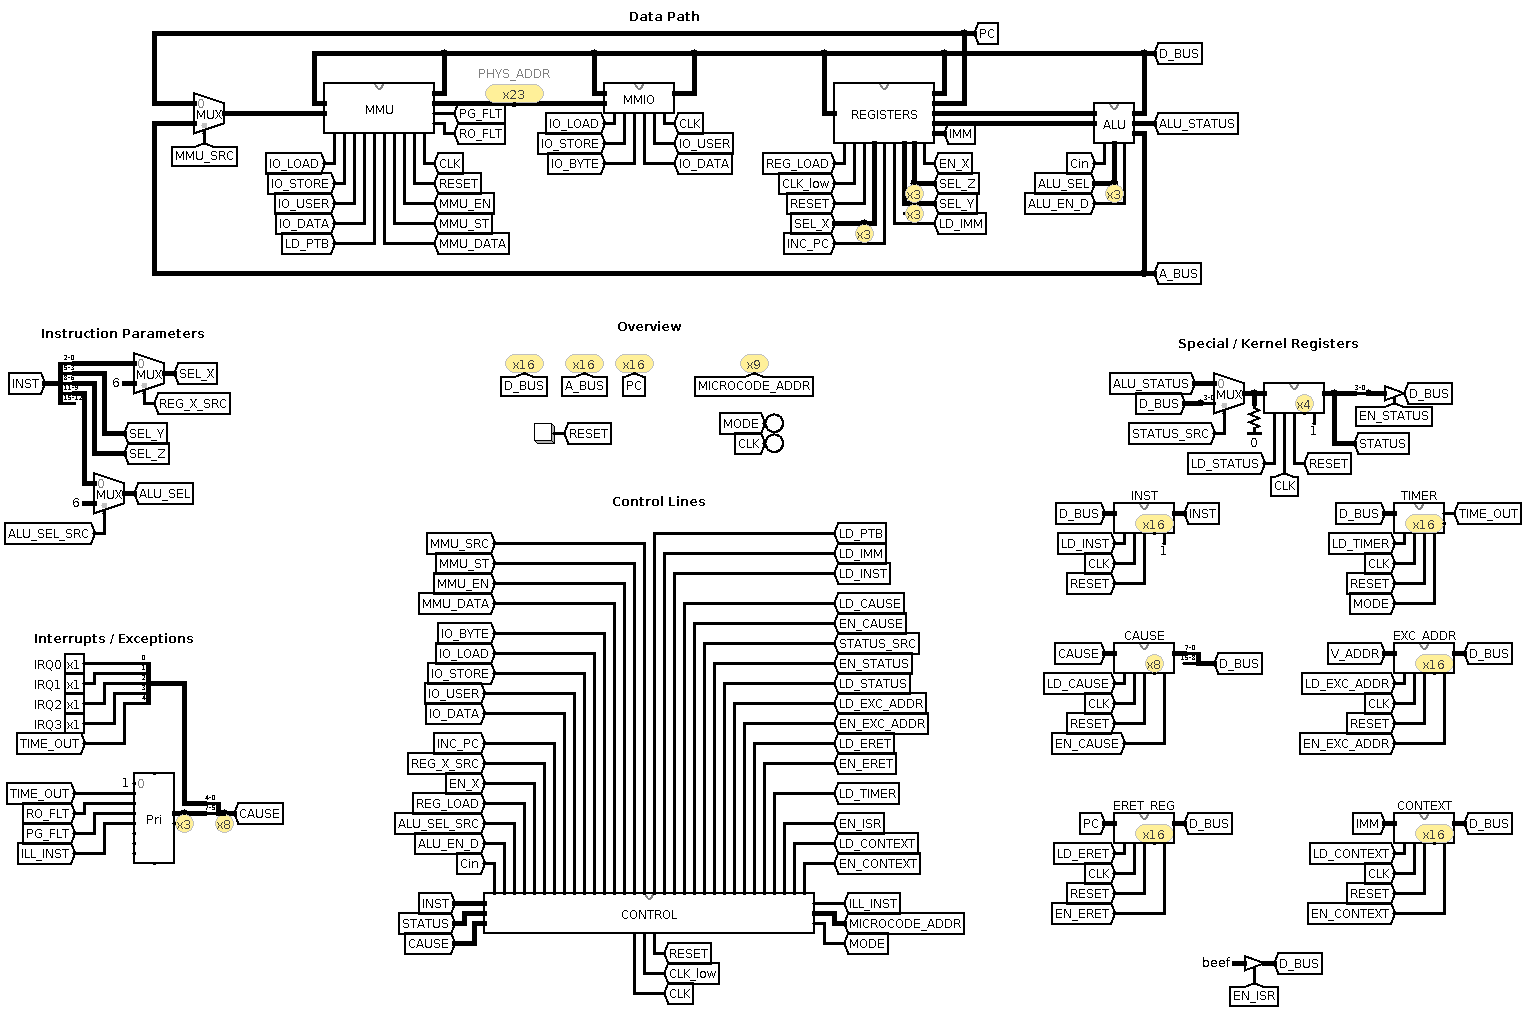 Data Path
PC
D_BUS
PHYS_ADDR
x23
0
MUX
MMU
MMIO
REGISTERS
ALU
ALU_STATUS
MMU_SRC
PG_FLT
RO_FLT
IO_LOAD
IO_STORE
IO_USER
IO_DATA
LD_PTB
CLK
RESET
MMU_EN
MMU_ST
MMU_DATA
IO_LOAD
IO_STORE
IO_BYTE
CLK
IO_USER
IO_DATA
IMM
REG_LOAD
CLK_low
RESET
SEL_X
INC_PC
x3
x3
x3
EN_X
SEL_Z
SEL_Y
LD_IMM
Cin
ALU_SEL
ALU_EN_D
x3
A_BUS
Instruction Parameters
INST
2-0
5-3
8-6
11-9
15-12
0
MUX
6
SEL_X
REG_X_SRC
SEL_Y
SEL_Z
0
MUX
6
ALU_SEL
ALU_SEL_SRC
Overview
x16
x16
x16
x9
D_BUS
A_BUS
PC
MICROCODE_ADDR
RESET
MODE
CLK
Special / Kernel Registers
ALU_STATUS
D_BUS
3-0
0
MUX
STATUS_SRC
0
x4
1
3-0
D_BUS
EN_STATUS
STATUS
LD_STATUS
RESET
CLK
INST
D_BUS
x16
INST
LD_INST
1
CLK
RESET
TIMER
D_BUS
x16
TIME_OUT
LD_TIMER
CLK
RESET
MODE
CAUSE
CAUSE
x8
7-0
15-8
D_BUS
LD_CAUSE
CLK
RESET
EN_CAUSE
EXC_ADDR
V_ADDR
x16
D_BUS
LD_EXC_ADDR
CLK
RESET
EN_EXC_ADDR
ERET_REG
PC
x16
D_BUS
LD_ERET
CLK
RESET
EN_ERET
CONTEXT
IMM
x16
D_BUS
LD_CONTEXT
CLK
RESET
EN_CONTEXT
beef
D_BUS
EN_ISR
Control Lines
MMU_SRC
MMU_ST
MMU_EN
MMU_DATA
IO_BYTE
IO_LOAD
IO_STORE
IO_USER
IO_DATA
INC_PC
REG_X_SRC
EN_X
REG_LOAD
ALU_SEL_SRC
ALU_EN_D
Cin
LD_PTB
LD_IMM
LD_INST
LD_CAUSE
EN_CAUSE
STATUS_SRC
EN_STATUS
LD_STATUS
LD_EXC_ADDR
EN_EXC_ADDR
LD_ERET
EN_ERET
LD_TIMER
EN_ISR
LD_CONTEXT
EN_CONTEXT
INST
STATUS
CAUSE
CONTROL
ILL_INST
MICROCODE_ADDR
MODE
RESET
CLK_low
CLK
Interrupts / Exceptions
IRQ0 x1
IRQ1 x1
IRQ2 x1
IRQ3 x1
TIME_OUT
0
1
2
3
4
TIME_OUT
RO_FLT
PG_FLT
ILL_INST
1
0
Pri
x3
4-0
7-5
x8
CAUSE